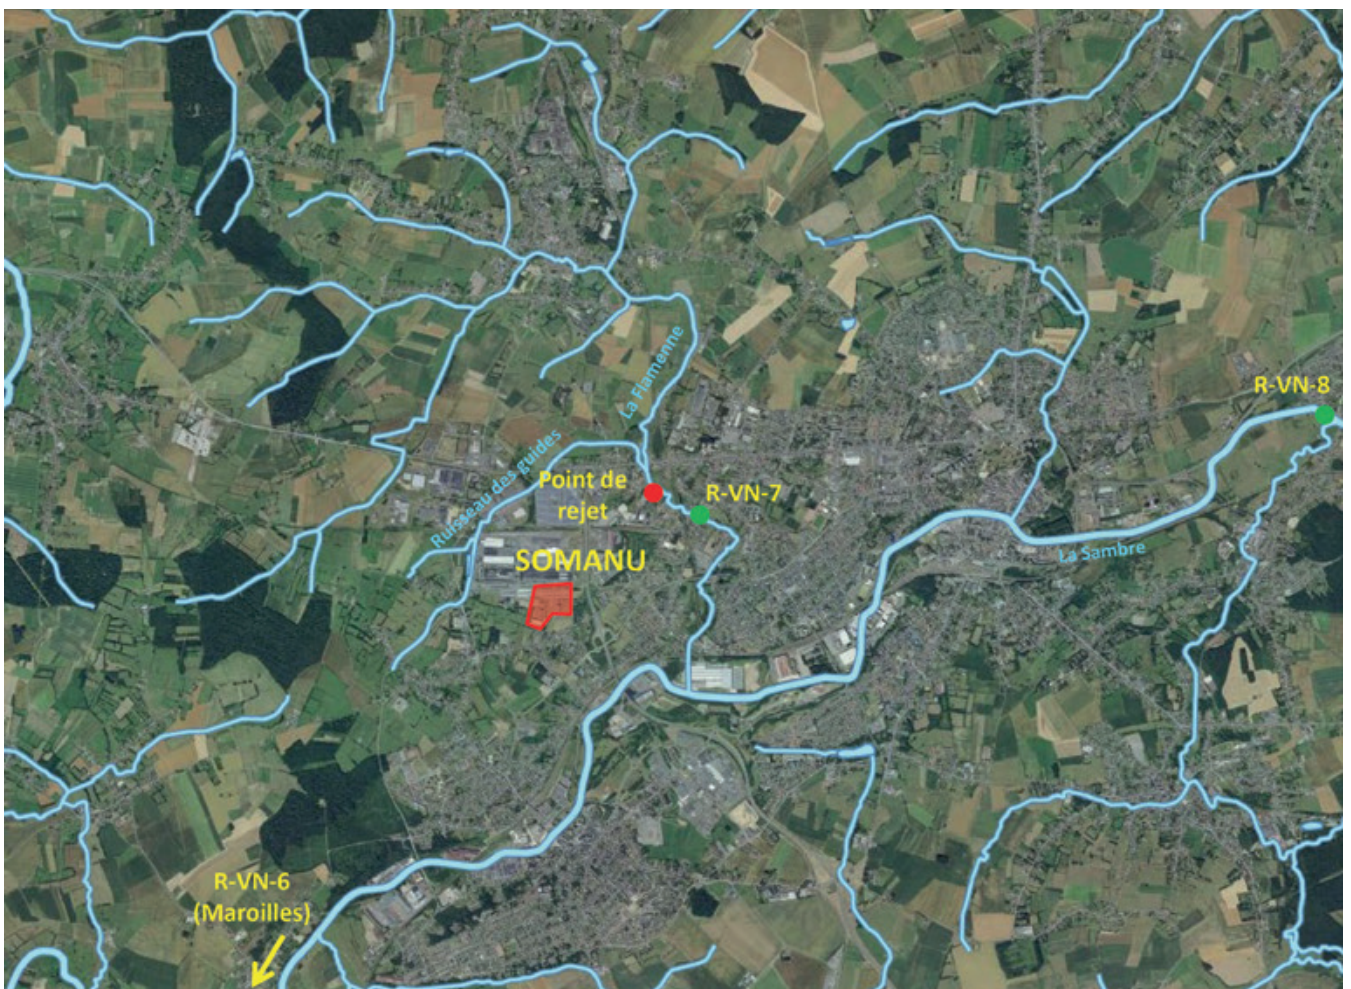 R-VN-8
La Flamenne
Ruisseau des guides
Point de
rejet
R-VN-7
SOMANU
La Sambre
R-VN-6
(Maroilles)